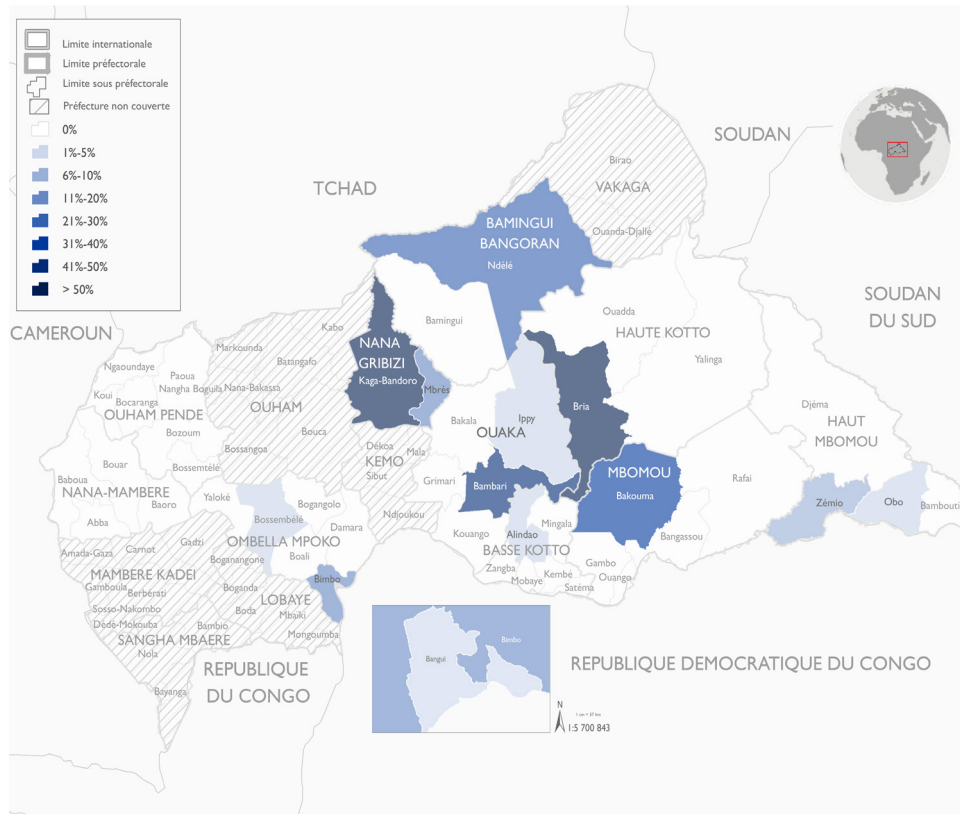 Limite internationale
Limite préfectorale
Limite sous préfectorale
Préfecture non couverte
0%
1%-5%
6%-10%
11%-20%
21%-30%
31%-40%
41%-50%
> 50%
SOUDAN
TCHAD
Birao
VAKAGA
Ouanda-Djallé
BAMINGUI
BANGORAN
Ndélé
SOUDAN
DU SUD
CAMEROUN
Kabo
Bamingui
Ouadda
HAUTE KOTTO
Yalinga
Markounda
Batangafo
NANA
GRIBIZI
Kaga-Bandoro
Mbrès
Ngaoundaye
Paoua
Koui
Nangha Boguila
Nana-Bakassa
Bocaranga
OUHAM PENDE
OUHAM
Bozoum
Bouca
Bossangoa
Bakala
Ippy
OUAKA
Bria
Djéma
HAUT
MBOMOU
Dékoa
Mala
KEMO
Sibut
Bouar
Bossemtélé
Baboua
NANA-MAMBERE
Baoro
Abba
Yaloké
Grimari
Bambari
MBOMOU
Bakouma
Rafai
Zémio
Obo
Bambouti
Bossembélé
Bogangolo
Ndjoukou
Damara
OMBELLA MPOKO
Boali
Kouango
Alindao
Mingala
BASSE KOTTO
Bangassou
Amada-Gaza
Carnot
Gadzi
Boganangone
Bimbo
Zangba
Mobaye
Kembé
Satéma
Gambo
Ouango
MAMBERE KADEI
Gamboula
Berbérati
Boganda
LOBAYE
Sosso-Nakombo
Boda
Mbaïki
Dédé-Mokouba
Bambio
Mongoumba
SANGHA MBAERE
Nola
Bayanga
REPUBLIQUE
DU CONGO
Bimbo
Bangui
REPUBLIQUE DEMOCRATIQUE DU CONGO
N
1:5 700 843